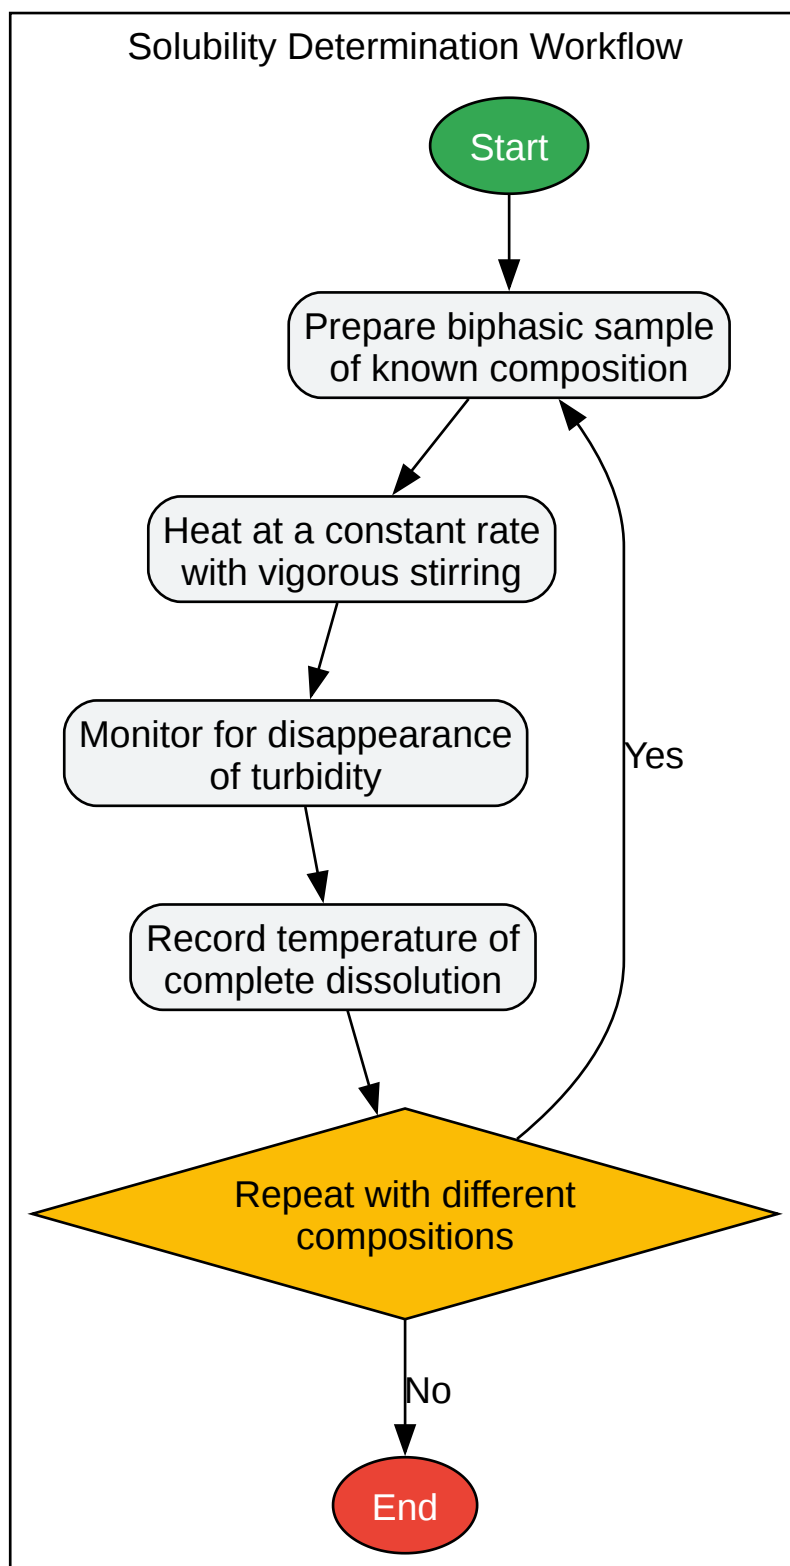 Solubility Determination Workflow
Start
Prepare biphasic sample
of known composition
Heat at a constant rate
with vigorous stirring
Monitor for disappearance
of turbidity
Yes
Record temperature of
complete dissolution
Repeat with different
compositions
No
End